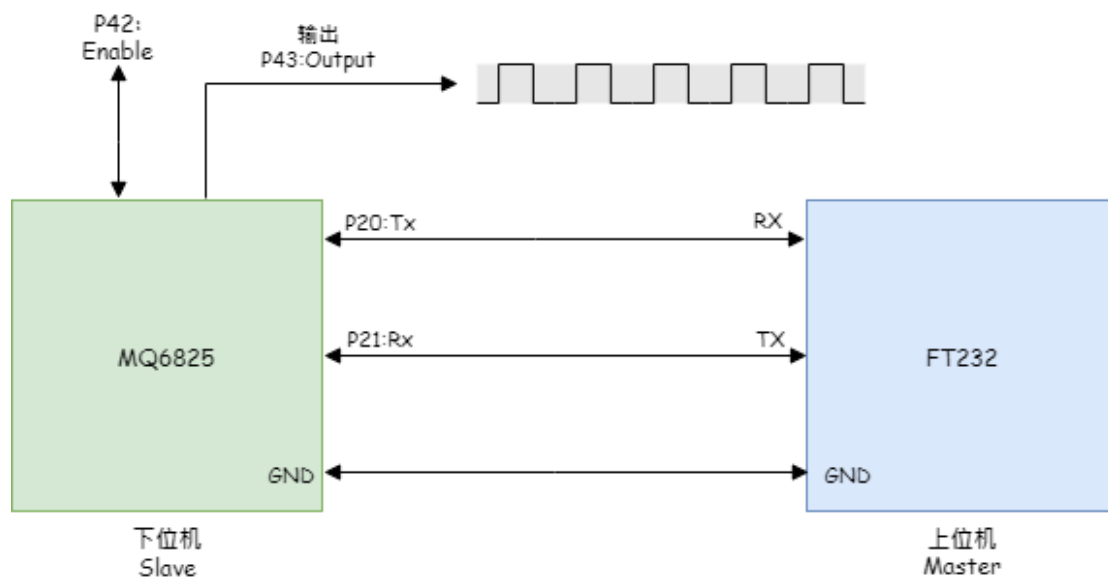 P42:
Enable
输出
P43:Output
P20:Tx
RX
P21:Rx
TX
MQ6825
FT232
GND
GND
下位机
Slave
上位机
Master